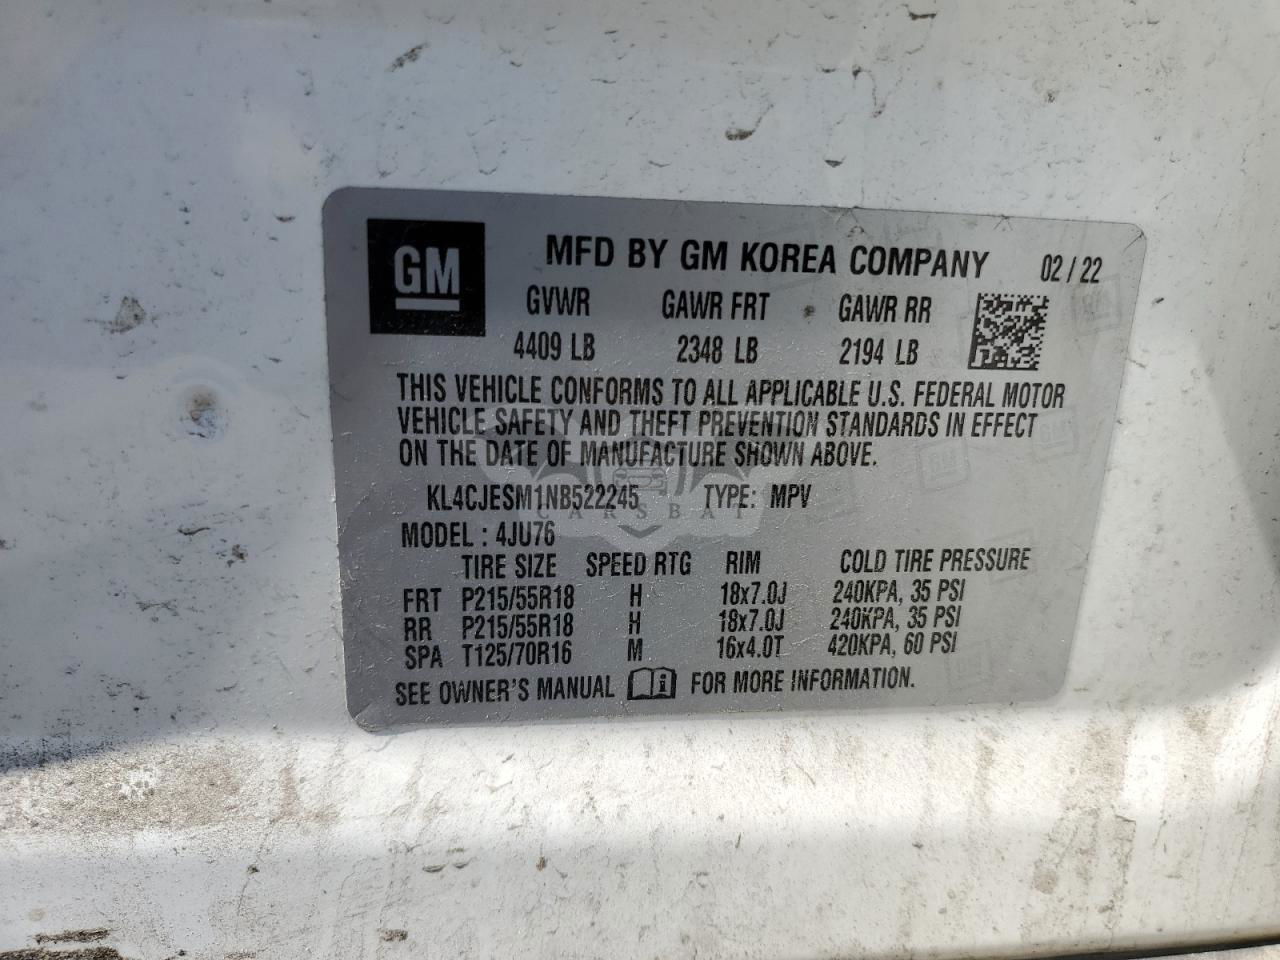 GM
MFD BY GM KOREA COMPANY 02 / 22
GVWR GAWR FRT GAWR RR
4409 LB 2348 LB 2194 LB
THIS VEHICLE CONFORMS TO ALL APPLICABLE U.S. FEDERAL MOTOR
VEHICLE SAFETY AND THEFT PREVENTION STANDARDS IN EFFECT
ON THE DATE OF MANUFACTURE SHOWN ABOVE.
KL4CJESM1NB522245 TYPE: MPV
CARSBAT
MODEL : 4JU76
TIRE SIZE SPEED RTG RIM COLD TIRE PRESSURE
FRT P215/55R18 H 18x7.0J 240KPA, 35 PSI
RR P215/55R18 H 18x7.0J 240KPA, 35 PSI
SPA T125/70R16 M 16x4.0T 420KPA, 60 PSI
SEE OWNER'S MANUAL i FOR MORE INFORMATION.